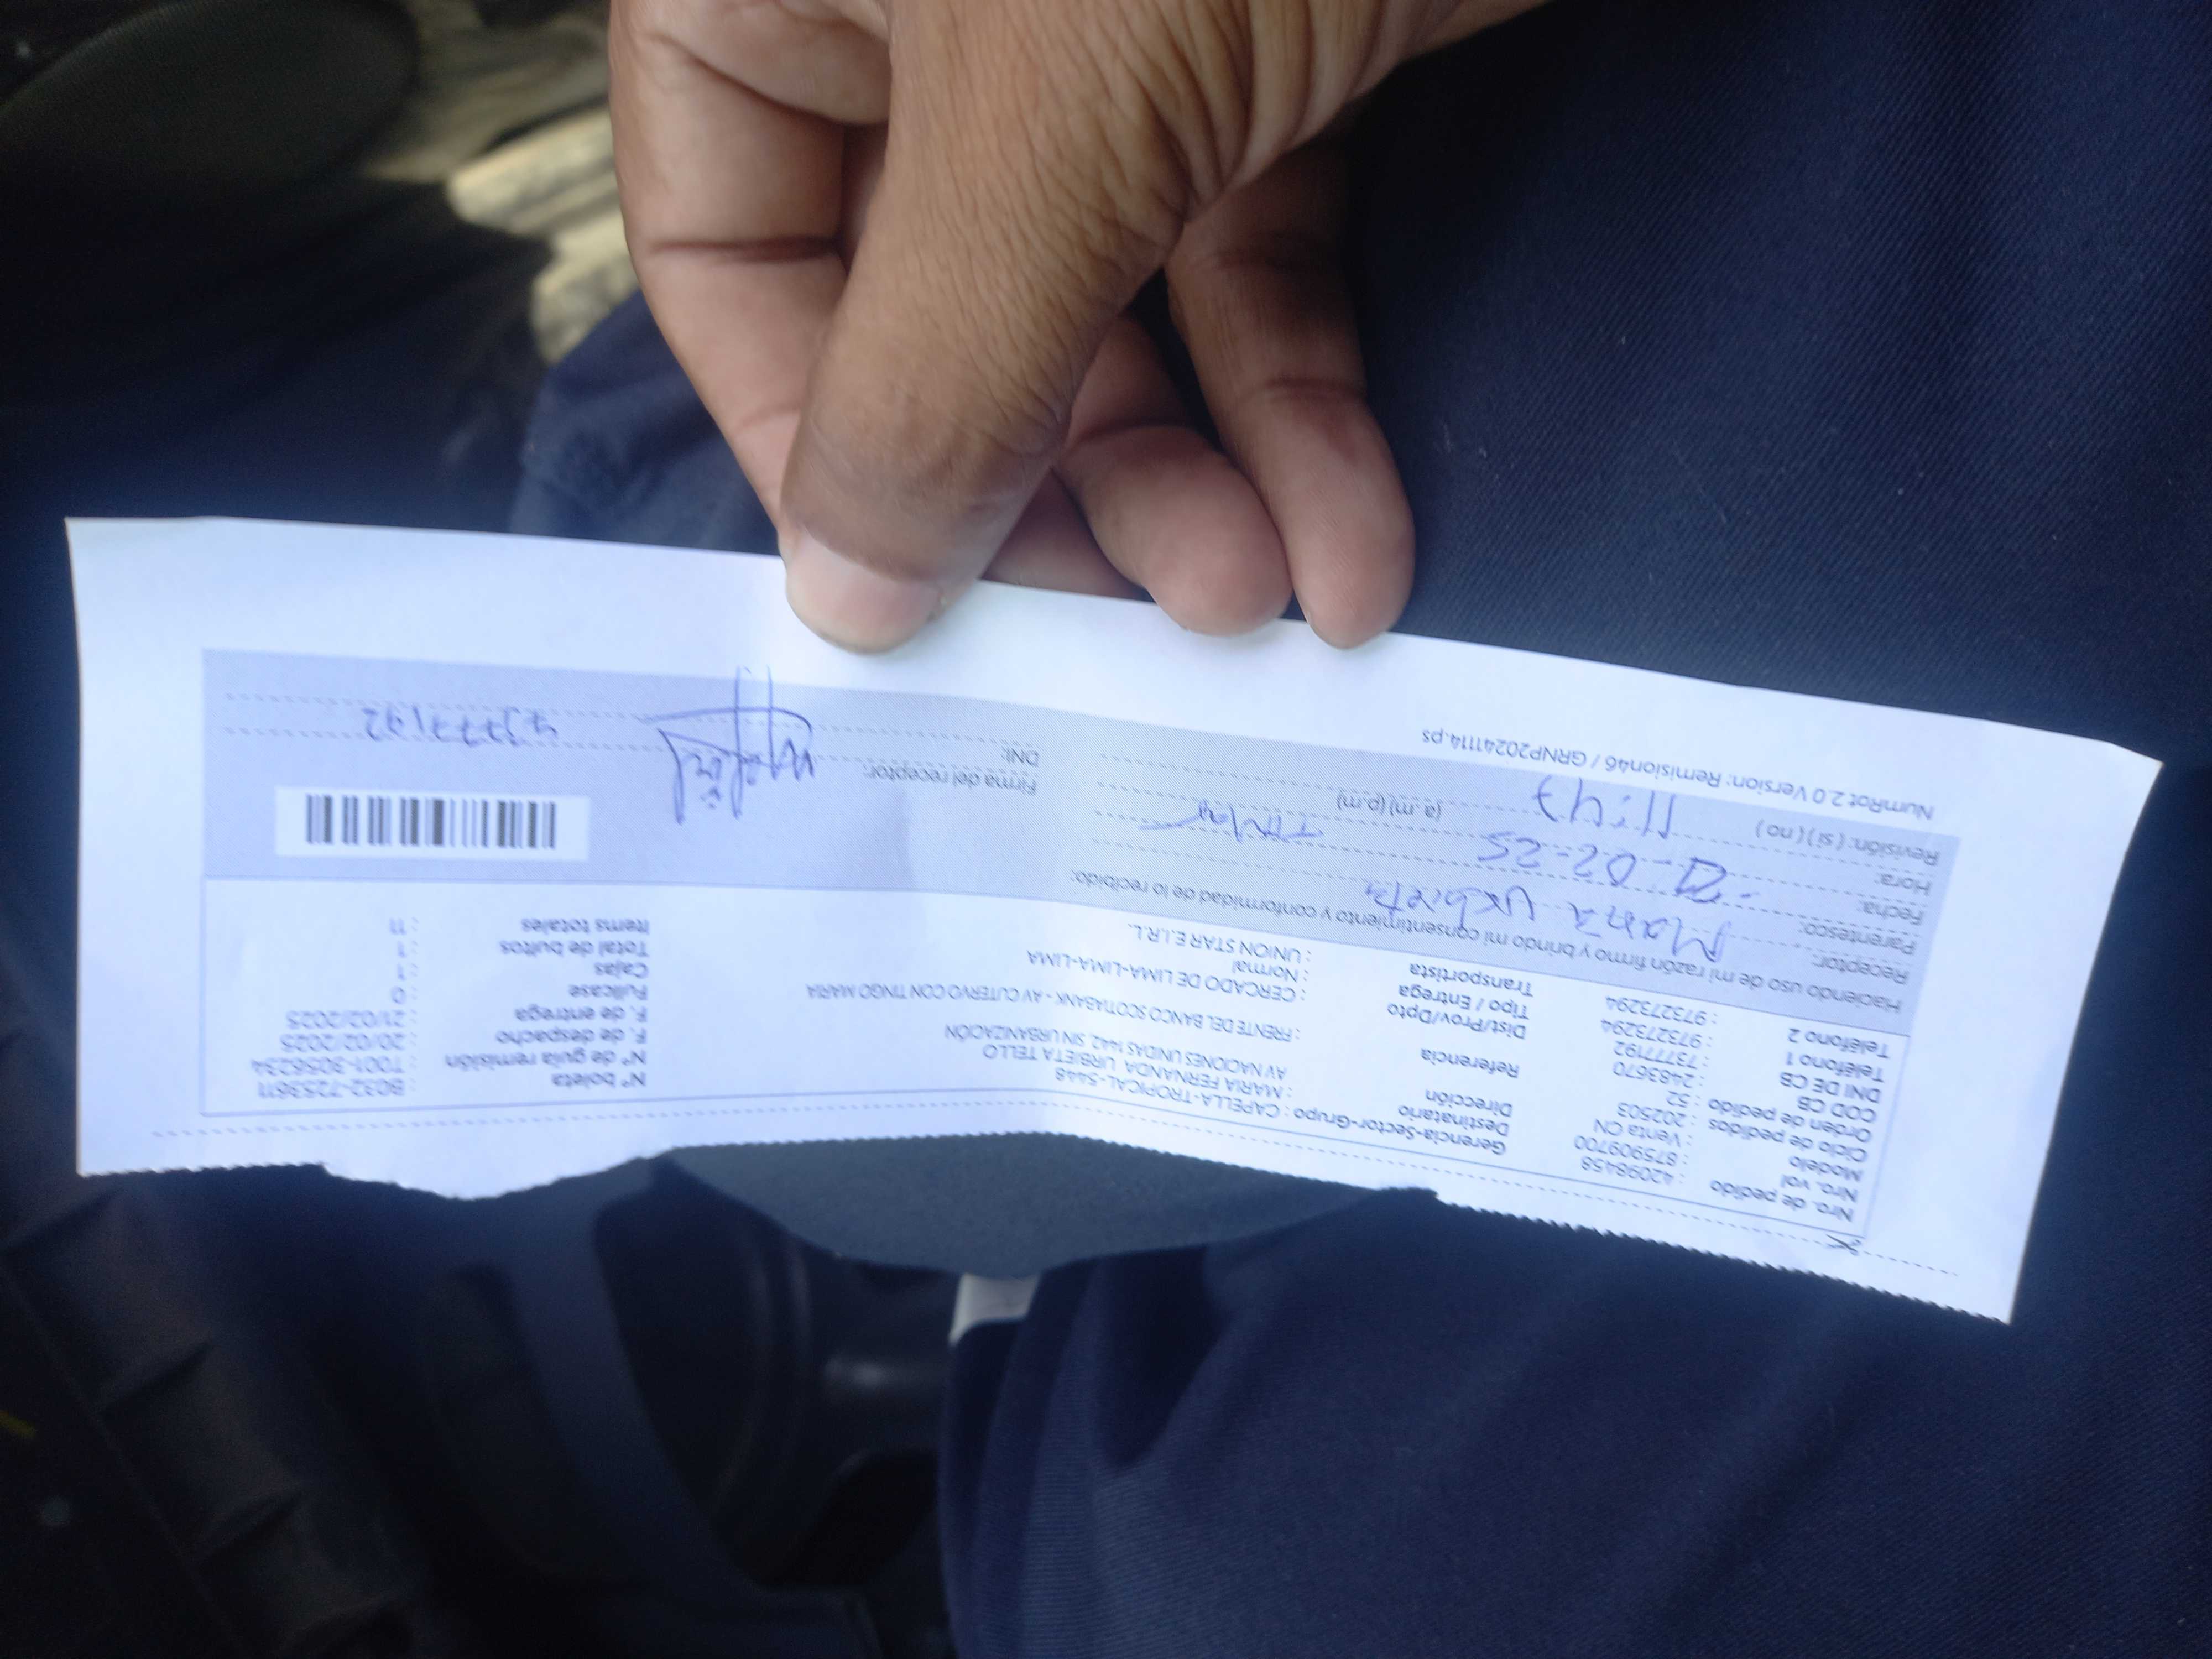 Nro. de pedido : 42098458
Nro. vol : 875909700
Modelo : Venta CN
Ciclo de pedidos : 202503
Orden de pedido : 52
COD CB : 2483670
DNI DE CB : 7377192
Teléfono 1 : 973273294
Teléfono 2 : 973273294
Gerencia-Sector-Grupo : CAPELLA-TROPICAL-5448
Destinatario : MARIA FERNANDA URBIETA TELLO
Dirección AV NACIONES UNIDAS 1442 SIN URBANIZACIÓN
Referencia : FRENTE DEL BANCO SCOTIABANK - AV CUTERVO CON TINGO MARIA
Dist/Prov/Dpto : CERCADO DE LIMA-LIMA-LIMA
Tipo / Entrega : Normal
Transportista : UNION STAR E.I.R.L.
N° boleta : B032-7253611
N° de guía remisión : T001-3056234
F. de despacho : 20/02/2025
F. de entrega : 21/02/2025
Fullcase : 0
Cajas : 1
Total de bultos : 1
Items totales : 11
Haciendo uso de mi razón firmo y brindo mi consentimiento y conformidad de lo recibido:
Receptor: Maria Urbieta
Parentesco:
Fecha: 21-02-25
Hora: 11:47 (a.m) (p.m)
Revisión: ( si ) ( no )
Firma del receptor:
DNI:
NumRot 2.0 Version: Remision46 / GRNP20241114.ps